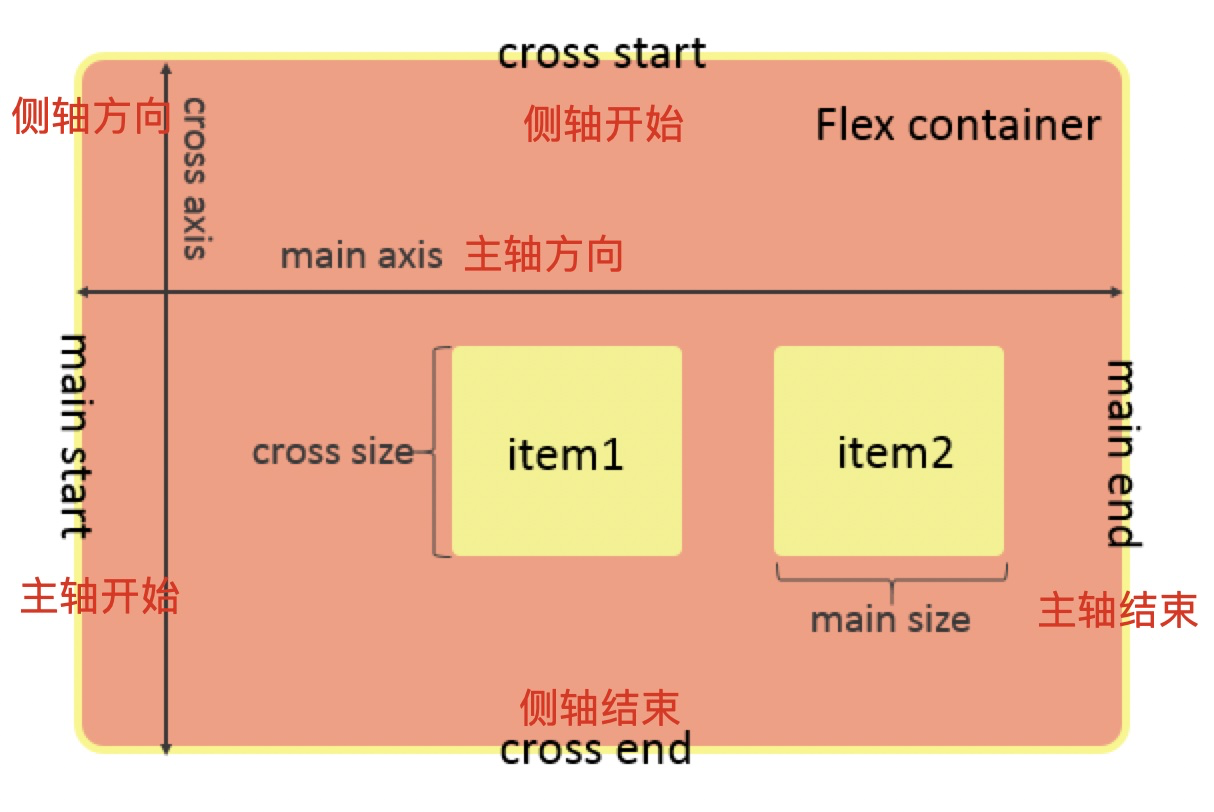 cross start
侧轴方向
cross axis
侧轴开始
Flex container
main axis 主轴方向
main start
cross size
item1
item2
main end
主轴开始
main size
主轴结束
侧轴结束
cross end